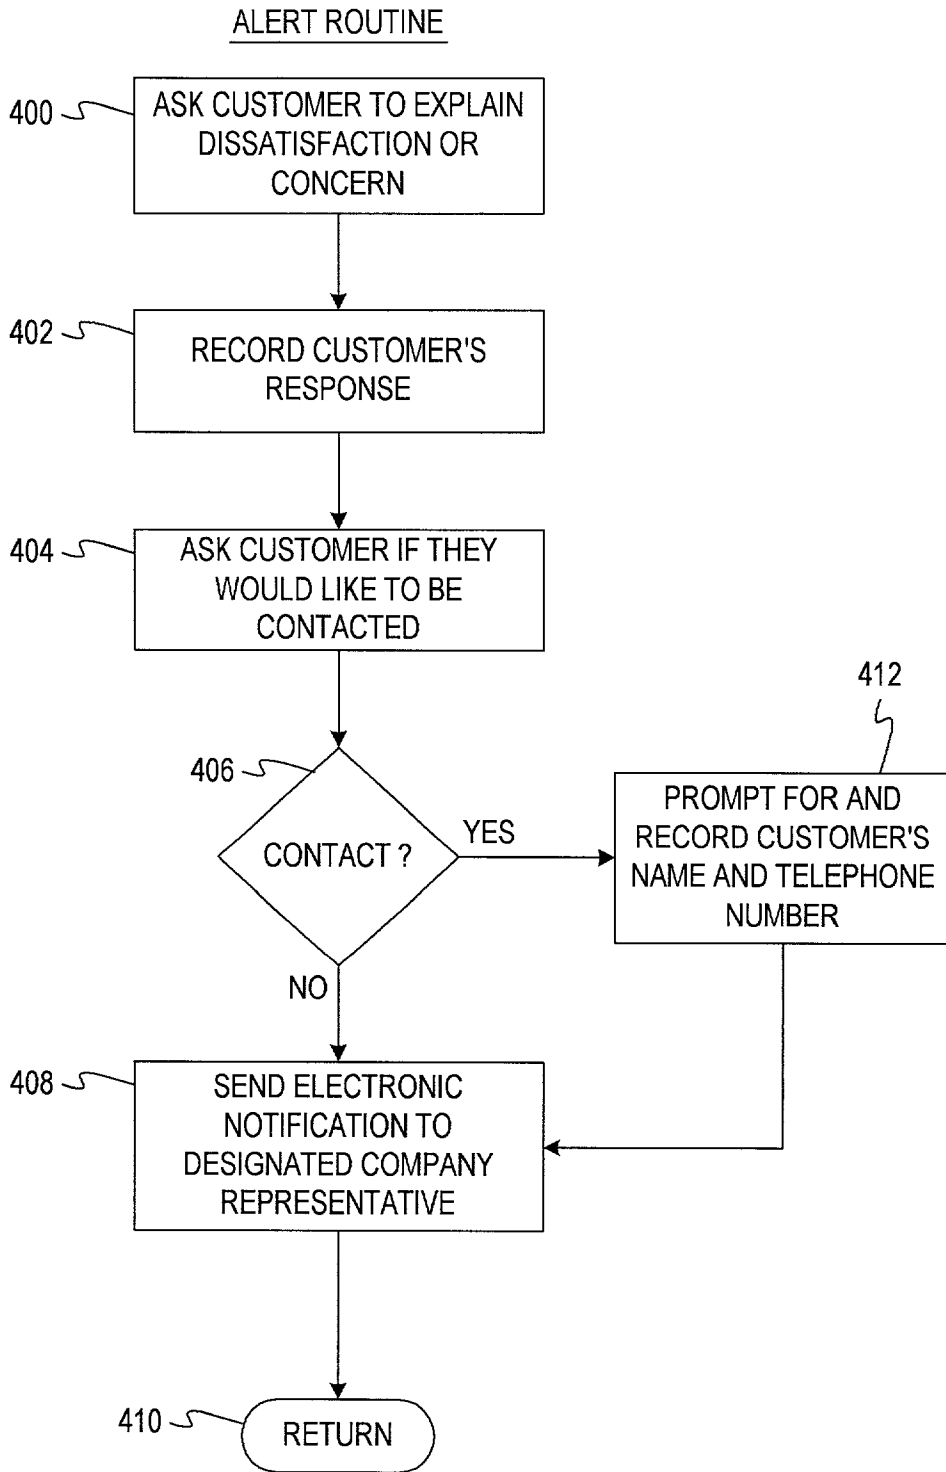 ALERT ROUTINE
400
ASK CUSTOMER TO EXPLAIN
DISSATISFACTION OR
CONCERN
402
RECORD CUSTOMER'S
RESPONSE
404
ASK CUSTOMER IF THEY
WOULD LIKE TO BE
CONTACTED
406
CONTACT ?
YES
NO
412
PROMPT FOR AND
RECORD CUSTOMER'S
NAME AND TELEPHONE
NUMBER
408
SEND ELECTRONIC
NOTIFICATION TO
DESIGNATED COMPANY
REPRESENTATIVE
410
RETURN